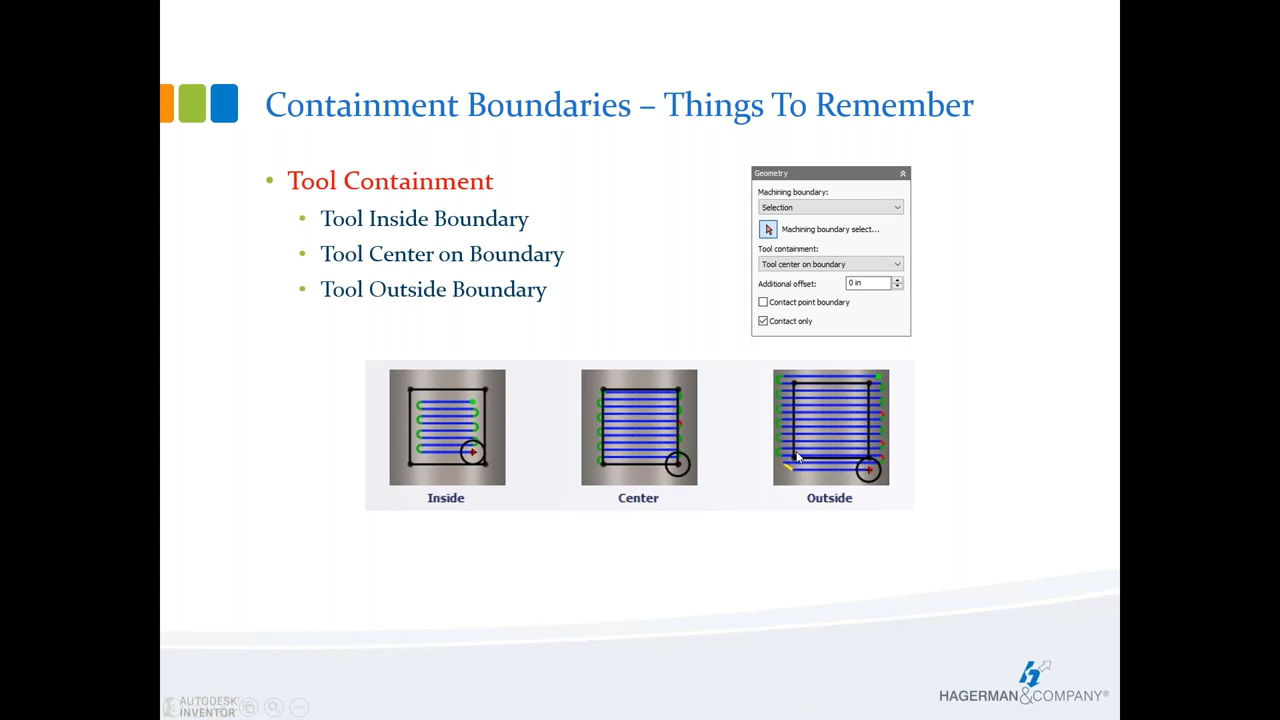 Containment Boundaries – Things To Remember
• Tool Containment
• Tool Inside Boundary
• Tool Center on Boundary
• Tool Outside Boundary
Geometry
Machining boundary:
Selection
Machining boundary select...
Tool containment:
Tool center on boundary
Additional offset: 0 in
Contact point boundary
Contact only
Inside Center Outside
HAGERMAN&COMPANY®
AUTODESK
INVENTOR